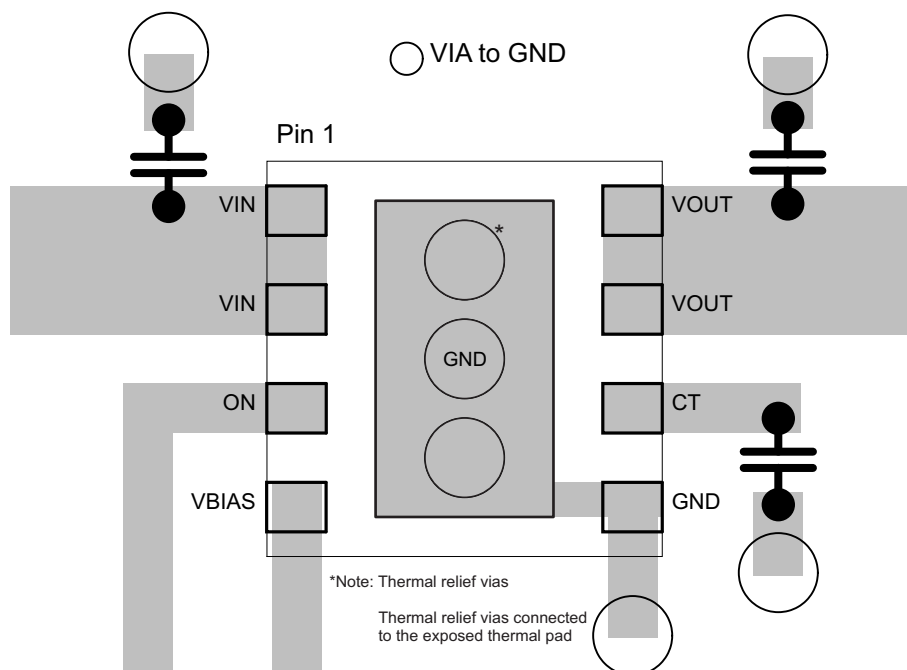 VIA to GND
Pin 1
VIN
VOUT
*
VIN
VOUT
GND
ON
CT
VBIAS
GND
*Note: Thermal relief vias
Thermal relief vias connected
to the exposed thermal pad